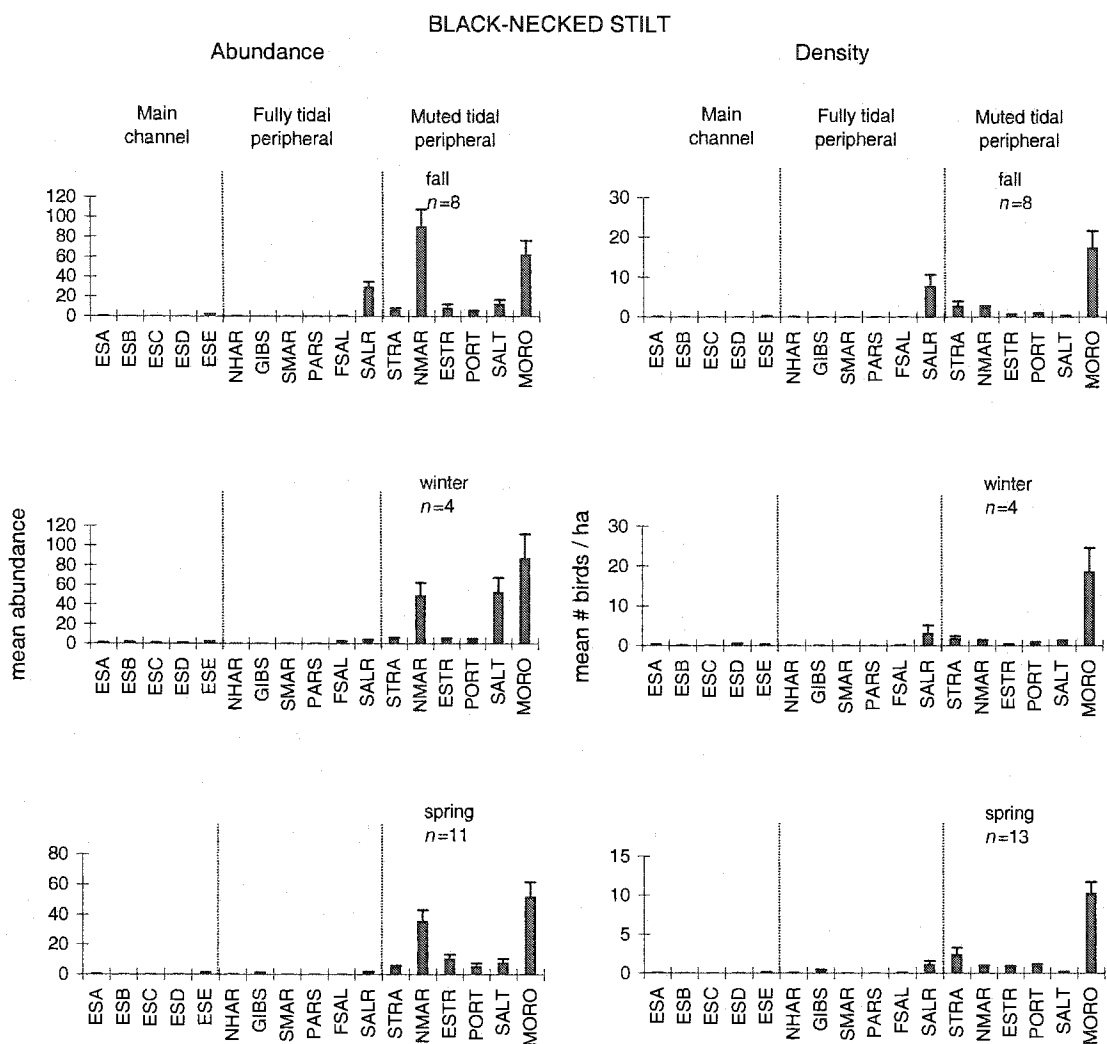 BLACK-NECKED STILT
Abundance
Density
Main channel
Fully tidal peripheral
Muted tidal peripheral
Main channel
Fully tidal peripheral
Muted tidal peripheral
fall
n=8
120
100
80
60
40
20
0
ESA ESB ESC ESD ESE NHAR GIBS SMAR PARS FSAL SALR STRA NMAR ESTR PORT SALT MORO
fall
n=8
30
20
10
0
ESA ESB ESC ESD ESE NHAR GIBS SMAR PARS FSAL SALR STRA NMAR ESTR PORT SALT MORO
mean abundance
winter
n=4
120
100
80
60
40
20
0
ESA ESB ESC ESD ESE NHAR GIBS SMAR PARS FSAL SALR STRA NMAR ESTR PORT SALT MORO
mean # birds / ha
winter
n=4
30
20
10
0
ESA ESB ESC ESD ESE NHAR GIBS SMAR PARS FSAL SALR STRA NMAR ESTR PORT SALT MORO
spring
n=11
80
60
40
20
0
ESA ESB ESC ESD ESE NHAR GIBS SMAR PARS FSAL SALR STRA NMAR ESTR PORT SALT MORO
spring
n=13
15
10
5
0
ESA ESB ESC ESD ESE NHAR GIBS SMAR PARS FSAL SALR STRA NMAR ESTR PORT SALT MORO